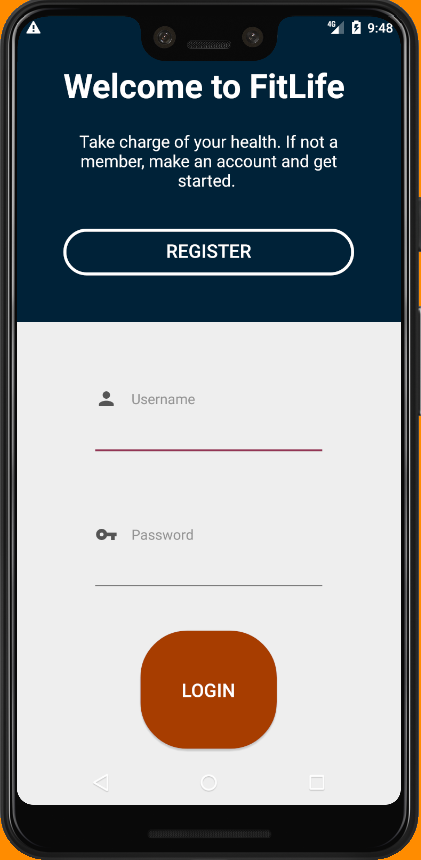 4G 9:48
Welcome to FitLife
Take charge of your health. If not a
member, make an account and get
started.
REGISTER
Username
Password
LOGIN